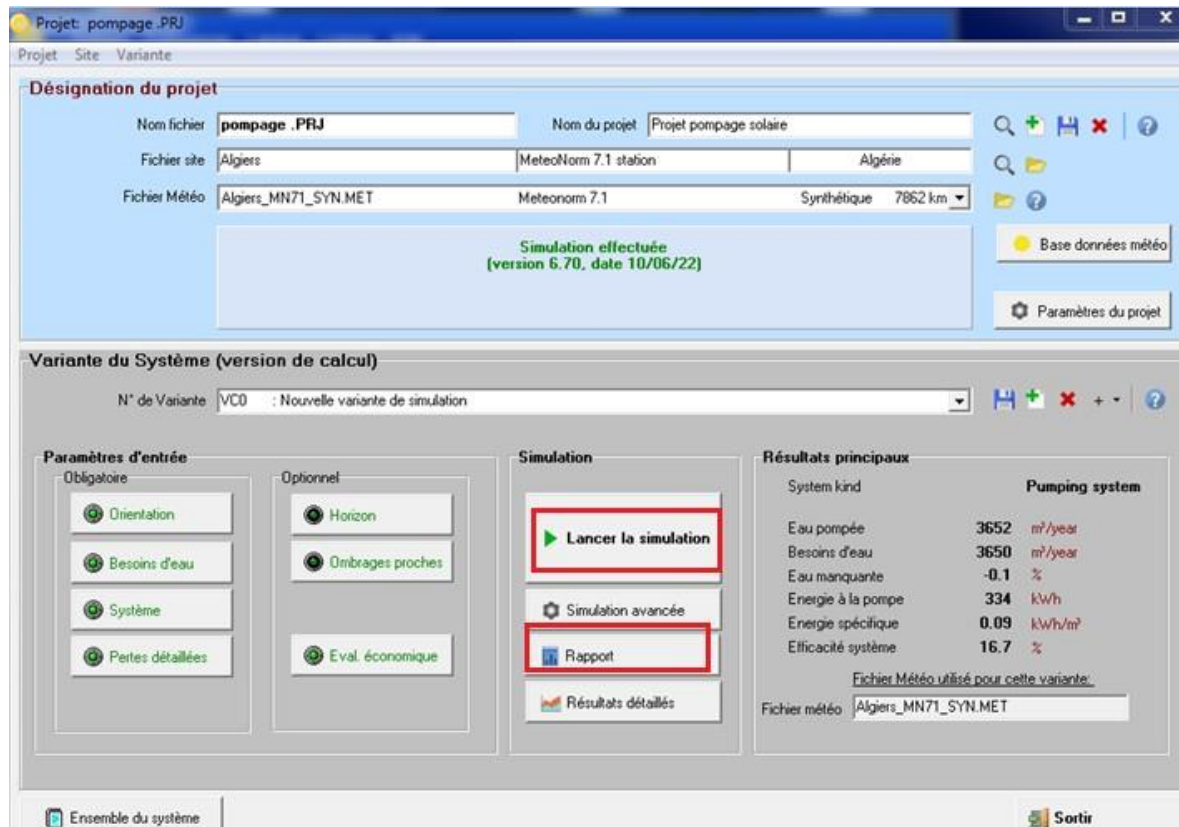 Projet: pompage .PRJ
Projet Site Variante
Désignation du projet
Nom fichier pompage .PRJ Nom du projet Projet pompage solaire
Fichier site Algiers MeteoNorm 7.1 station Algérie
Fichier Météo Algiers_MN71_SYN.MET Meteonorm 7.1 Synthétique 7862 km
Simulation effectuée
(version 6.70, date 10/06/22)
Base données météo
Paramètres du projet
Variante du Système (version de calcul)
N° de Variante VC0 : Nouvelle variante de simulation
Paramètres d'entrée
Obligatoire
Orientation
Besoins d'eau
Système
Pertes détaillées
Optionnel
Horizon
Ombrages proches
Eval. économique
Simulation
Lancer la simulation
Simulation avancée
Rapport
Résultats détaillés
Résultats principaux
System kind Pumping system
Eau pompée 3652 m³/year
Besoins d'eau 3650 m³/year
Eau manquante -0.1 %
Energie à la pompe 334 kWh
Energie spécifique 0.09 kWh/m³
Efficacité système 16.7 %
Fichier Météo utilisé pour cette variante:
Fichier météo Algiers_MN71_SYN.MET
Ensemble du système
Sortir